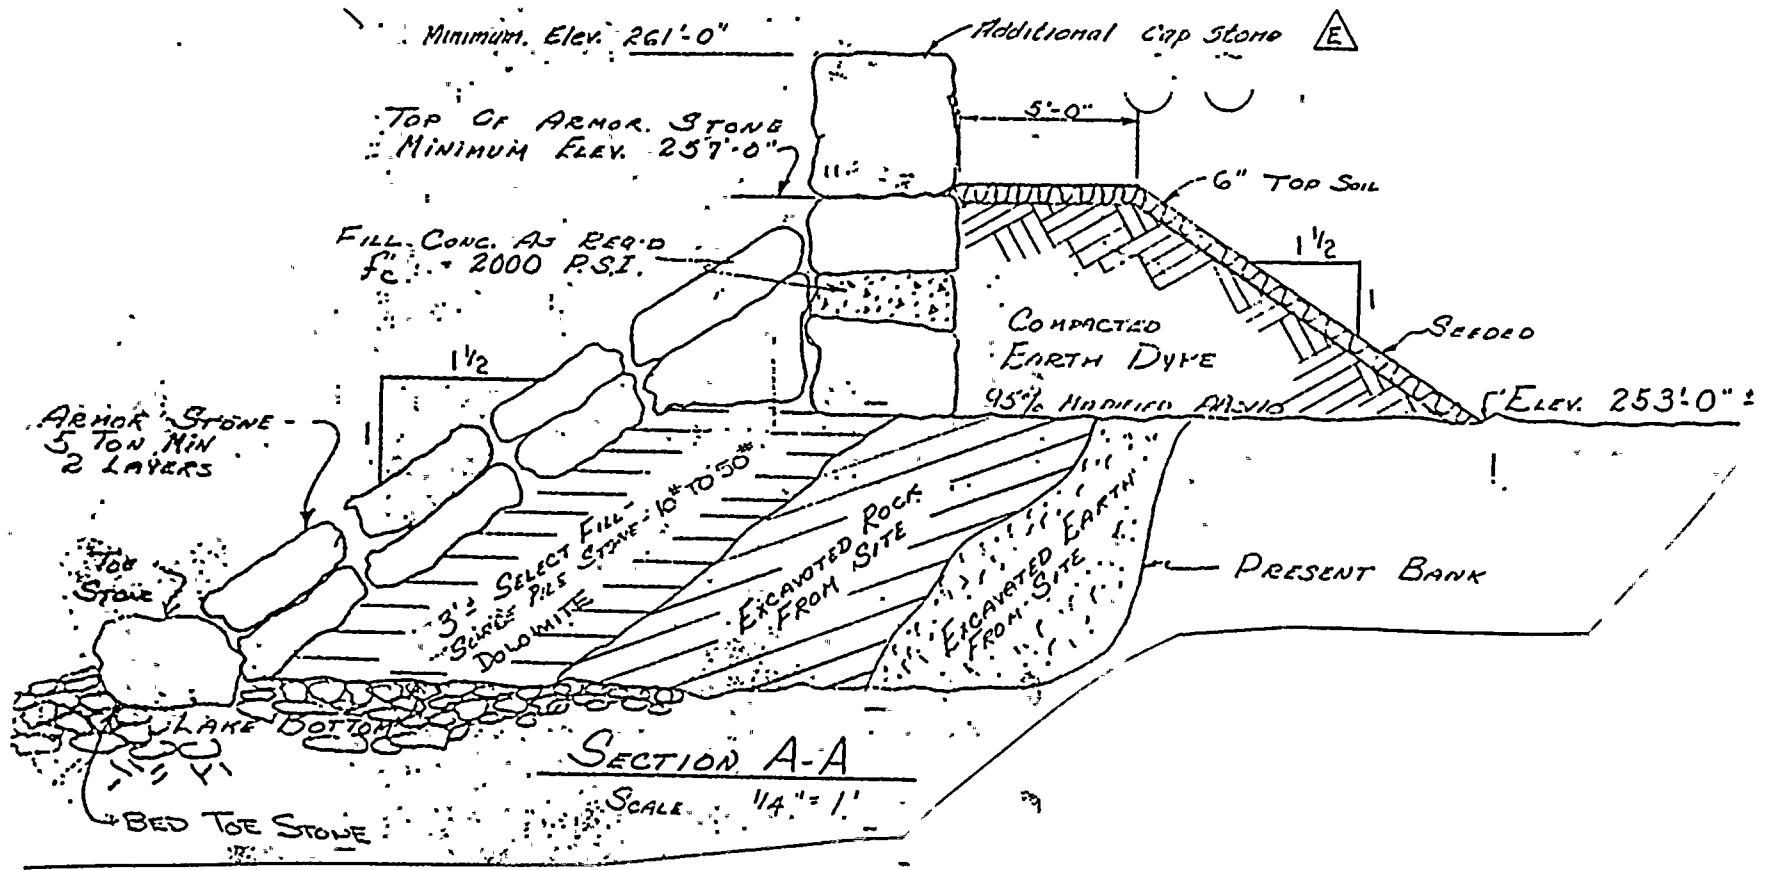 Minimum. Elev. 261'-0"
Additional Cap Stone
E
TOP OF ARMOR. STONE
MINIMUM ELEV. 257'-0"
5'-0"
6" TOP SOIL
FILL CONC. AS REQ'D
f'c = 2000 P.S.I.
1 1/2
1
SEEDED
COMPACTED
EARTH DYKE
95% MODIFIED
ELEV. 253'-0" ±
1 1/2
1
ARMOR STONE -
5 TON MIN
2 LAYERS
3'± SELECT FILL -
PILE STONE - 10# TO 50#
DOLOMITE
EXCAVATED ROCK
FROM SITE
EXCAVATED EARTH
FROM SITE
PRESENT BANK
TOE
STONE
LAKE BOTTOM
SECTION A-A
SCALE 1/4" = 1'
BED TOE STONE